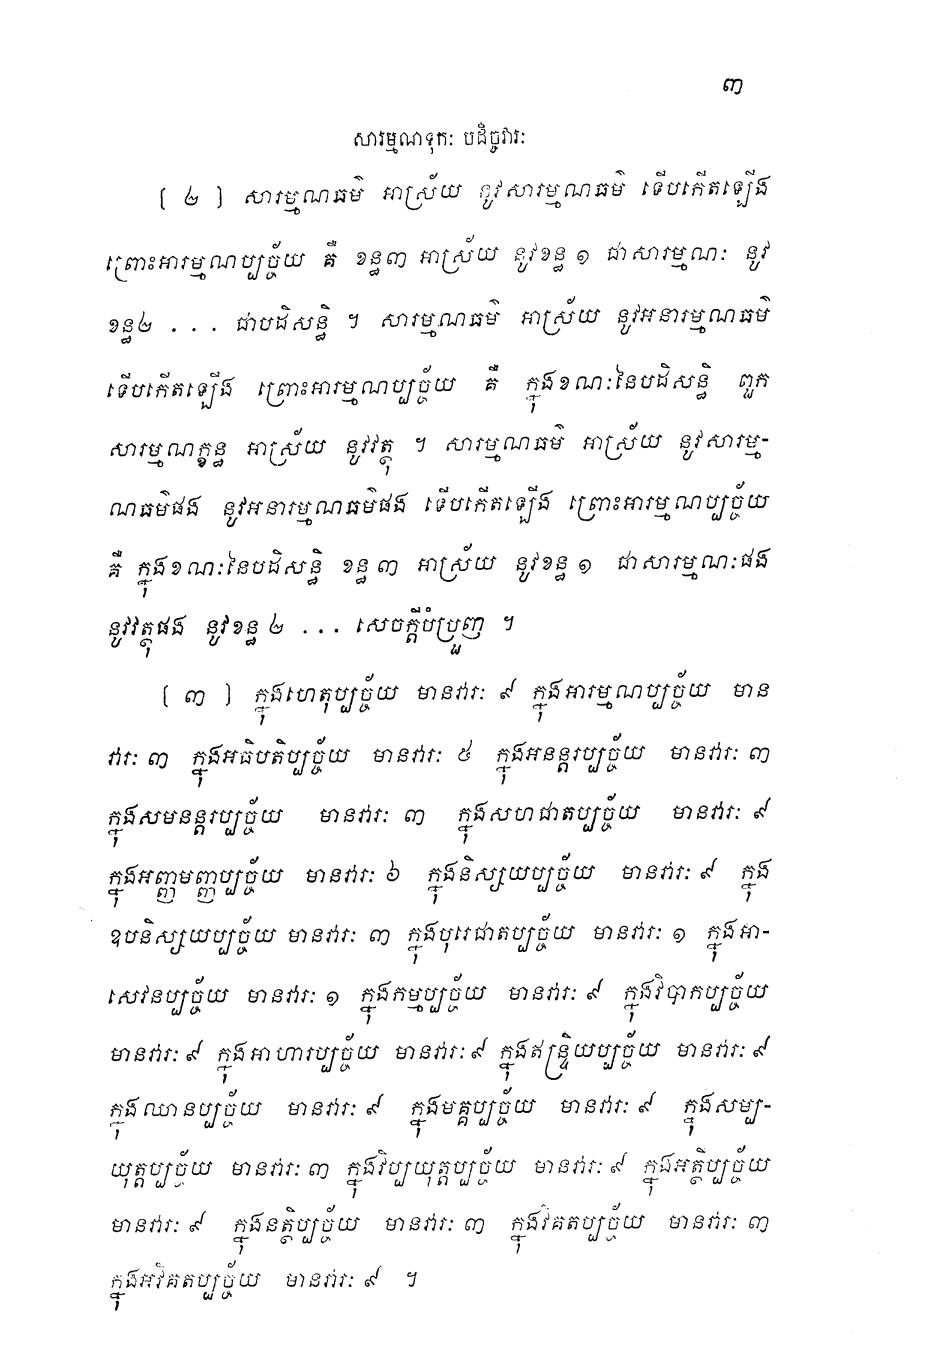 ៣
សារម្មណទុកៈ បដិច្ចវារៈ
[ ២ ] សារម្មណធម៌ អាស្រ័យ នូវសារម្មណធម៌ ទើបកើតឡើង
ព្រោះអារម្មណប្បច្ច័យ គឺ ខន្ធ៣ អាស្រ័យ នូវខន្ធ ១ ជាសារម្មណៈ នូវ
ខន្ធ២ ... ជាបដិសន្ធិ ។ សារម្មណធម៌ អាស្រ័យ នូវអនារម្មណធម៌
ទើបកើតឡើង ព្រោះអារម្មណប្បច្ច័យ គឺ ក្នុងខណៈនៃបដិសន្ធិ ពួក
សារម្មណក្ខន្ធ អាស្រ័យ នូវវត្ថុ ។ សារម្មណធម៌ អាស្រ័យ នូវសារម្ម-
ណធម៌ផង នូវអនារម្មណធម៌ផង ទើបកើតឡើង ព្រោះអារម្មណប្បច្ច័យ
គឺ ក្នុងខណៈនៃបដិសន្ធិ ខន្ធ ៣ អាស្រ័យ នូវខន្ធ ១ ជាសារម្មណៈផង
នូវវត្ថុផង នូវខន្ធ ២ ... សេចក្តីបំប្រួញ ។
[ ៣ ] ក្នុងហេតុប្បច្ច័យ មានវារៈ ៩ ក្នុងអារម្មណប្បច្ច័យ មាន
វារៈ ៣ ក្នុងអធិបតិប្បច្ច័យ មានវារៈ ៥ ក្នុងអនន្តរប្បច្ច័យ មានវារៈ ៣
ក្នុងសមនន្តរប្បច្ច័យ មានវារៈ ៣ ក្នុងសហជាតប្បច្ច័យ មានវារៈ ៩
ក្នុងអញ្ញមញ្ញប្បច្ច័យ មានវារៈ ៦ ក្នុងនិស្សយប្បច្ច័យ មានវារៈ ៩ ក្នុង
ឧបនិស្សយប្បច្ច័យ មានវារៈ ៣ ក្នុងបុរេជាតប្បច្ច័យ មានវារៈ ១ ក្នុងអា-
សេវនប្បច្ច័យ មានវារៈ ១ ក្នុងកម្មប្បច្ច័យ មានវារៈ ៩ ក្នុងវិបាកប្បច្ច័យ
មានវារៈ ៩ ក្នុងអាហារប្បច្ច័យ មានវារៈ ៩ ក្នុងឥន្ទ្រិយប្បច្ច័យ មានវារៈ ៩
ក្នុងឈានប្បច្ច័យ មានវារៈ ៩ ក្នុងមគ្គប្បច្ច័យ មានវារៈ ៩ ក្នុងសម្ប-
យុត្តប្បច្ច័យ មានវារៈ ៣ ក្នុងវិប្បយុត្តប្បច្ច័យ មានវារៈ ៩ ក្នុងអត្ថិប្បច្ច័យ
មានវារៈ ៩ ក្នុងនត្ថិប្បច្ច័យ មានវារៈ ៣ ក្នុងវិគតប្បច្ច័យ មានវារៈ ៣
ក្នុងអវិគតប្បច្ច័យ មានវារៈ ៩ ។